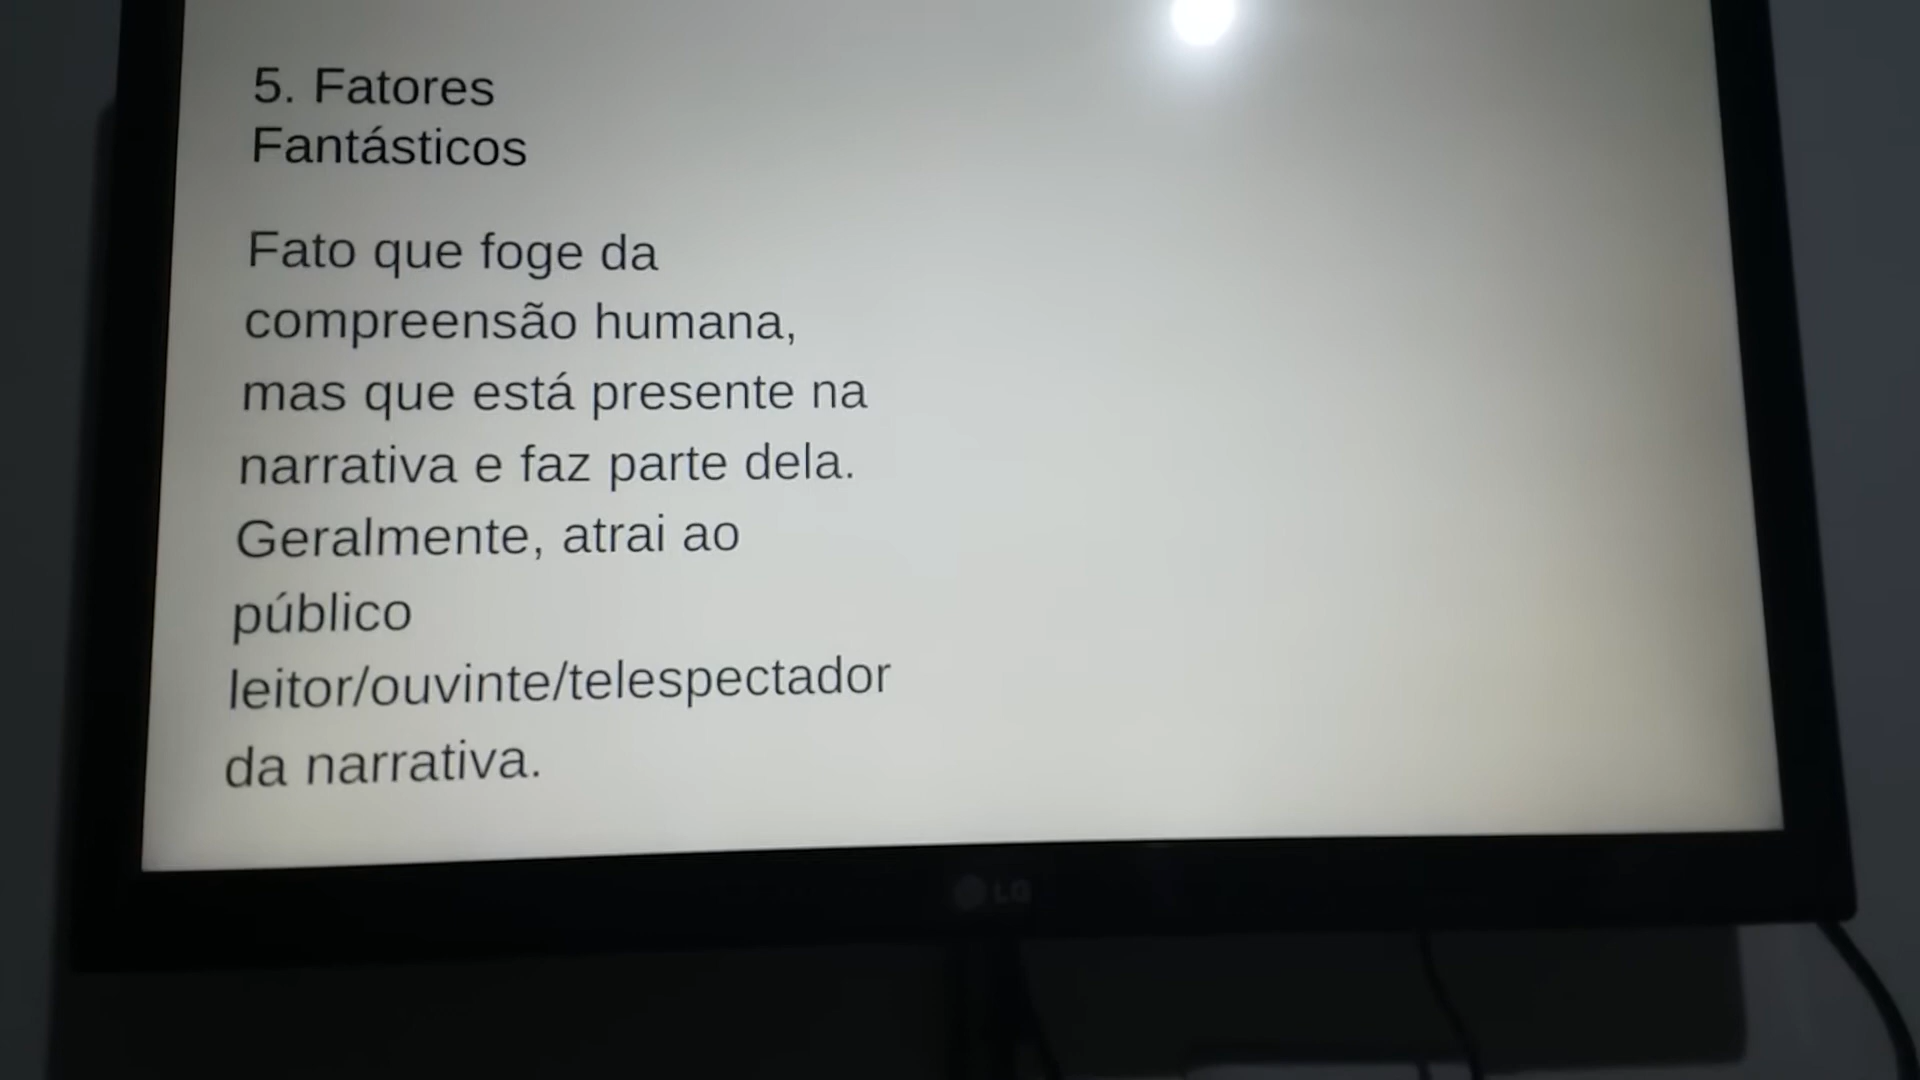 5. Fatores
Fantásticos
Fato que foge da
compreensão humana,
mas que está presente na
narrativa e faz parte dela.
Geralmente, atrai ao
público
leitor/ouvinte/telespectador
da narrativa.
LG